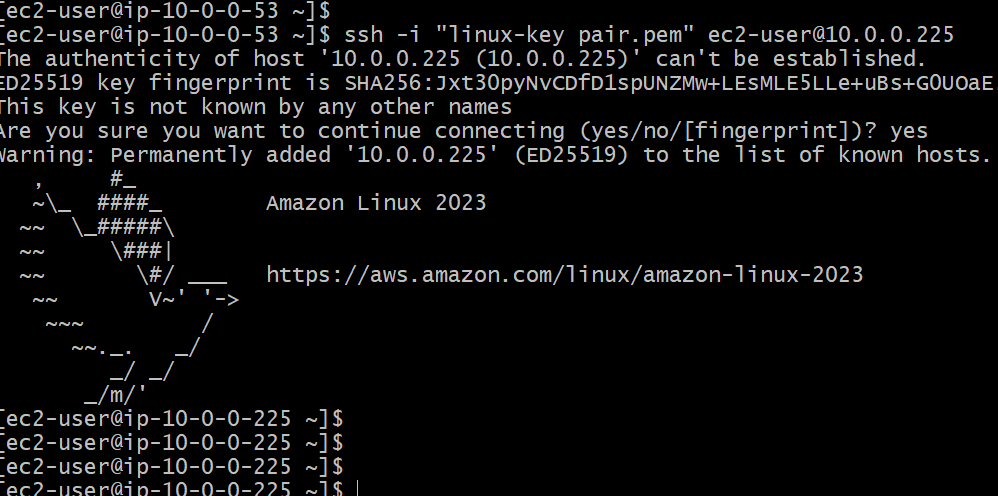 [ec2-user@ip-10-0-0-53 ~]$
[ec2-user@ip-10-0-0-53 ~]$ ssh -i "linux-key pair.pem" ec2-user@10.0.0.225
The authenticity of host '10.0.0.225 (10.0.0.225)' can't be established.
ED25519 key fingerprint is SHA256:Jxt3OpyNvCDfD1spUNZMw+LEsMLE5LLe+uBs+G0UOaE.
This key is not known by any other names
Are you sure you want to continue connecting (yes/no/[fingerprint])? yes
Warning: Permanently added '10.0.0.225' (ED25519) to the list of known hosts.
   ,     #_
   ~\_  ####_        Amazon Linux 2023
  ~~  \_#####\
  ~~     \###|
  ~~       \#/ ___   https://aws.amazon.com/linux/amazon-linux-2023
   ~~       V~' '->
    ~~~         /
      ~~._.   _/
         _/ _/
       _/m/'
[ec2-user@ip-10-0-0-225 ~]$
[ec2-user@ip-10-0-0-225 ~]$
[ec2-user@ip-10-0-0-225 ~]$
[ec2-user@ip-10-0-0-225 ~]$